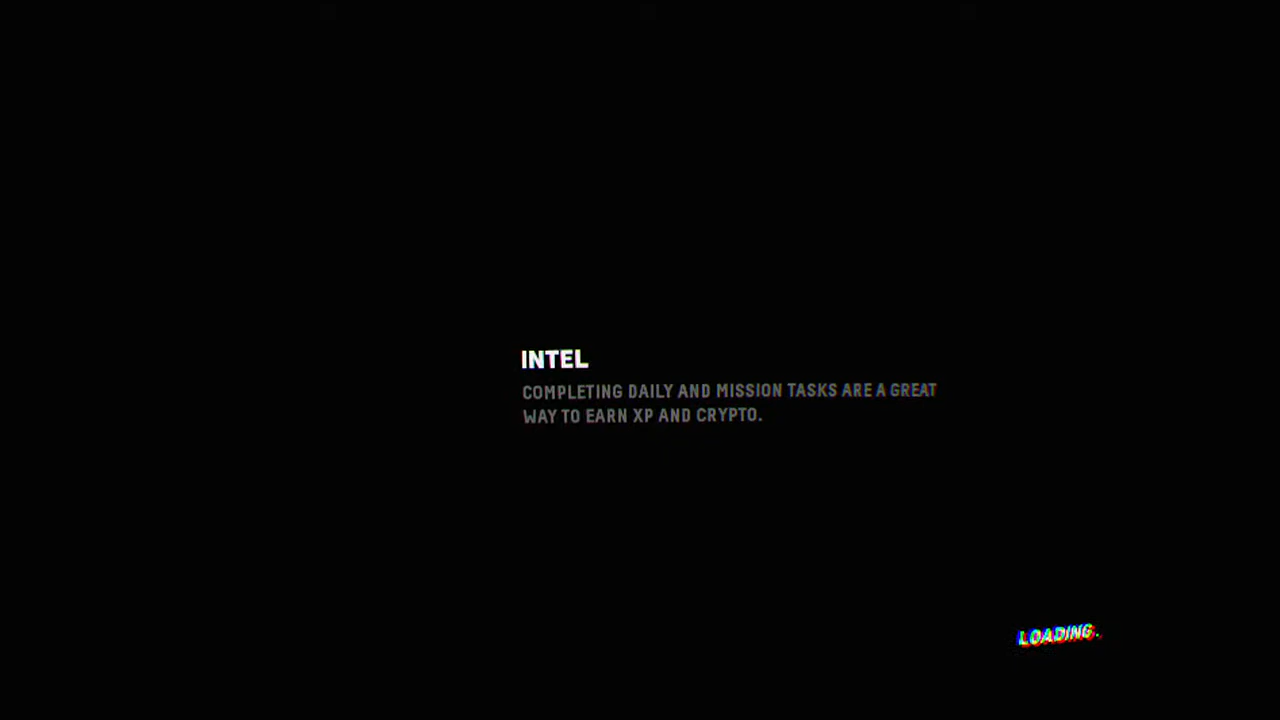 INTEL
COMPLETING DAILY AND MISSION TASKS ARE A GREAT
WAY TO EARN XP AND CRYPTO.
LOADING.